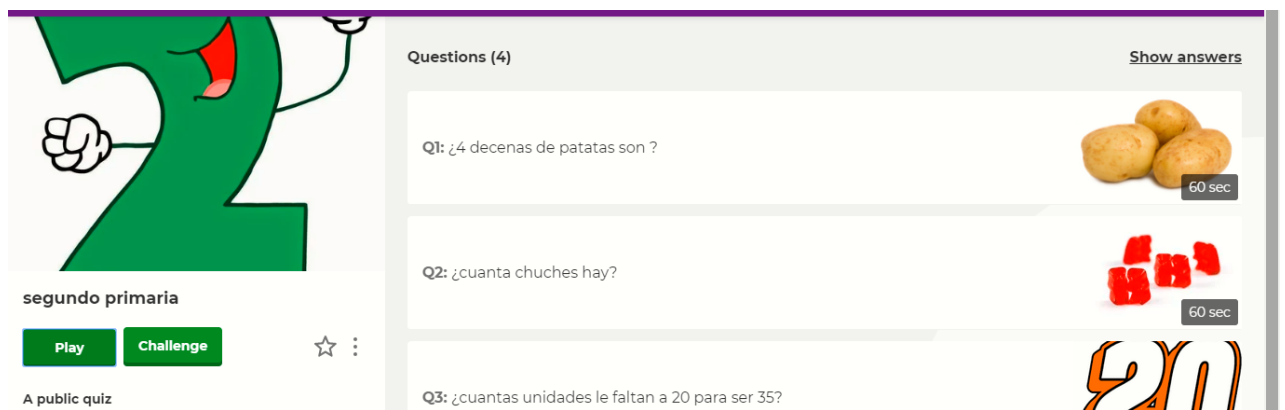 Questions (4)
Show answers
Q1: ¿4 decenas de patatas son ?
60 sec
Q2: ¿cuanta chuches hay?
60 sec
segundo primaria
Play
Challenge
A public quiz
Q3: ¿cuantas unidades le faltan a 20 para ser 35?
20